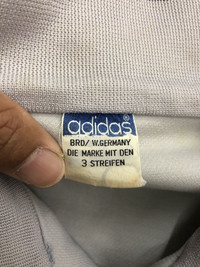 adidas
BRD/W.GERMANY
DIE MARKE MIT DEN
3 STREIFEN